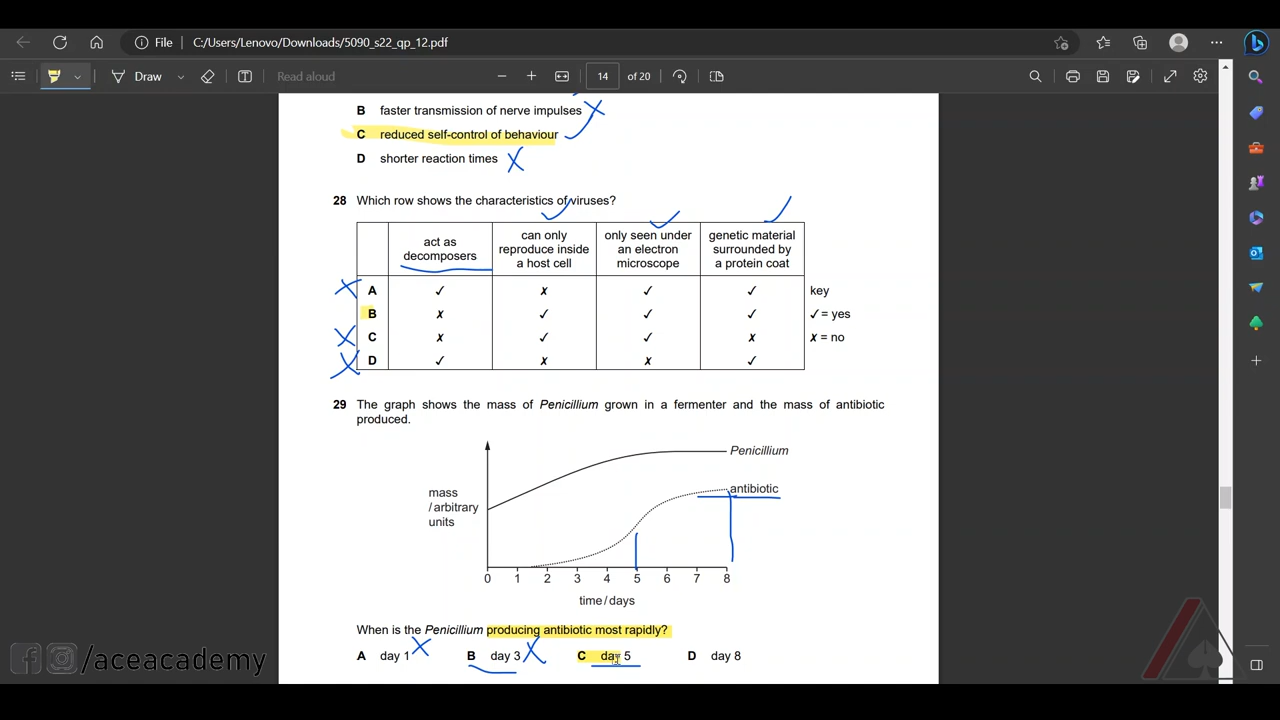 File C:/Users/Lenovo/Downloads/5090_s22_qp_12.pdf
Draw Read aloud 14 of 20
B faster transmission of nerve impulses
C reduced self-control of behaviour
D shorter reaction times
28 Which row shows the characteristics of viruses?
act as decomposers
can only reproduce inside a host cell
only seen under an electron microscope
genetic material surrounded by a protein coat
A ✓ ✗ ✓ ✓ key
B ✗ ✓ ✓ ✓ ✓ = yes
C ✗ ✓ ✓ ✗ ✗ = no
D ✓ ✗ ✗ ✓
29 The graph shows the mass of Penicillium grown in a fermenter and the mass of antibiotic
produced.
Penicillium
antibiotic
mass
/ arbitrary
units
0 1 2 3 4 5 6 7 8
time / days
When is the Penicillium producing antibiotic most rapidly?
A day 1 B day 3 C day 5 D day 8
/aceacademy